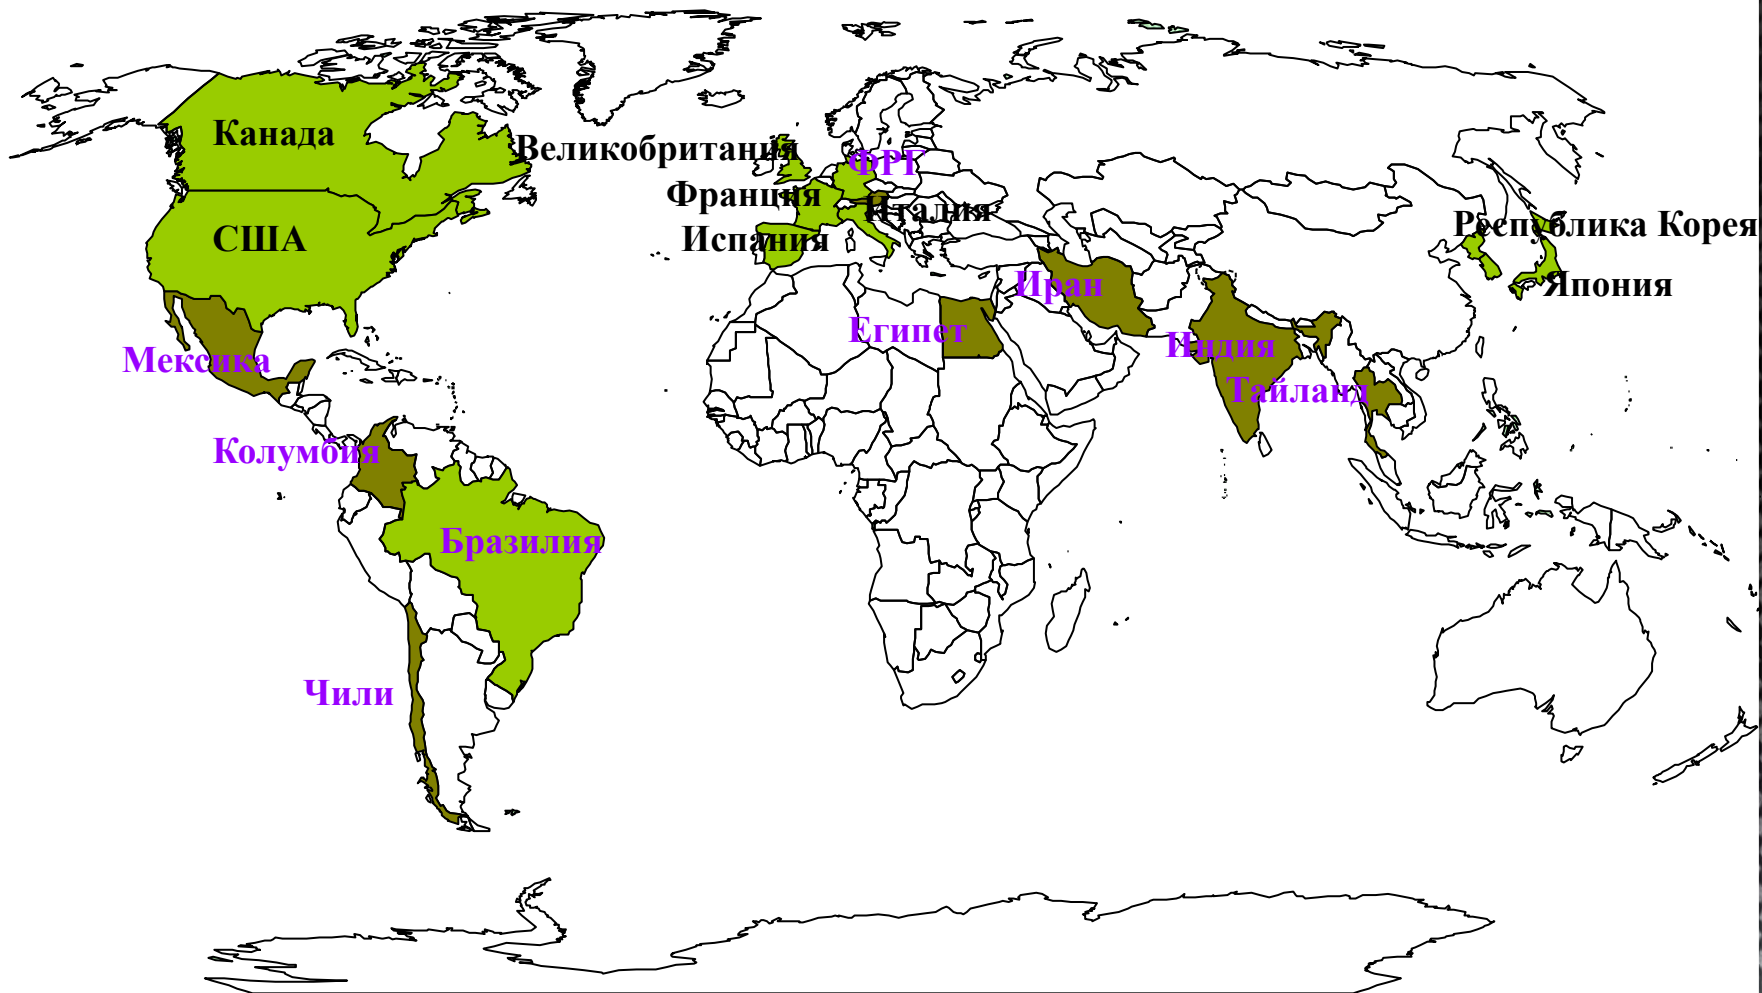 Канада
Великобритания
ФРГ
Франция
Италия
США
Испания
Республика Корея
Иран
Япония
Египет
Мексика
Индия
Тайланд
Колумбия
Бразилия
Чили